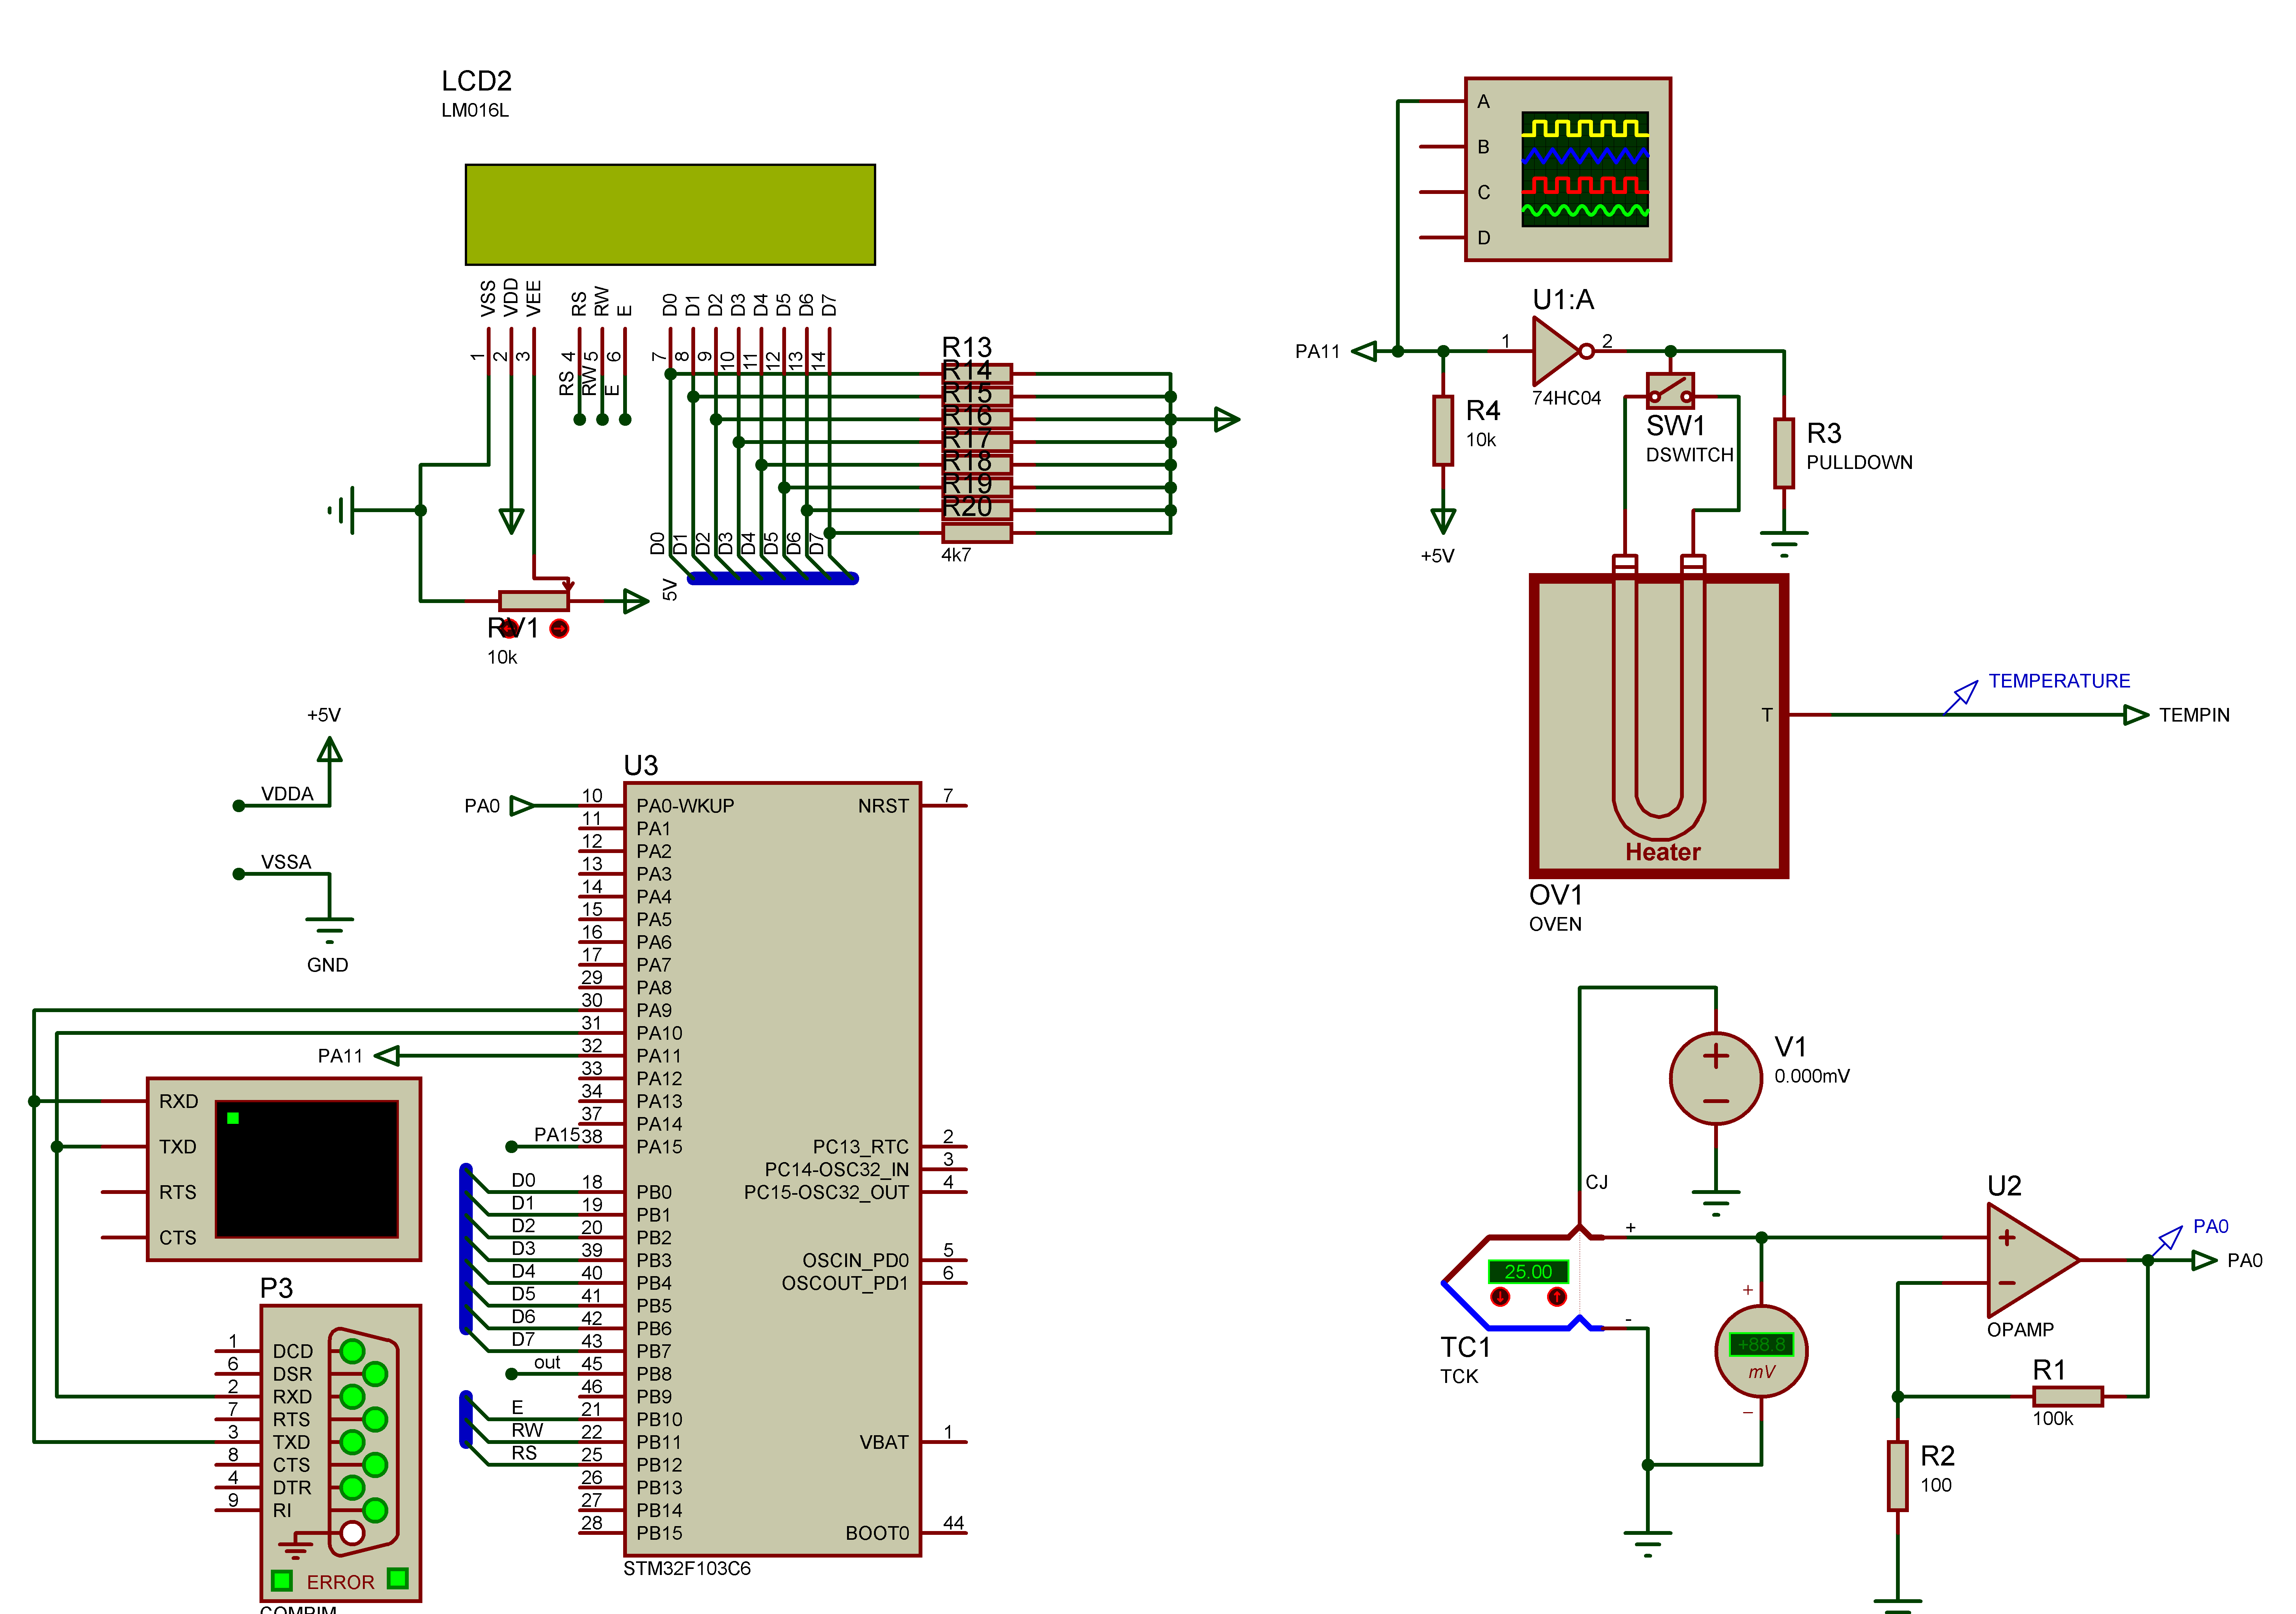 LCD2
LM016L
VSS
VDD
VEE
RS
RW
E
D0
D1
D2
D3
D4
D5
D6
D7
1
2
3
4
5
6
7
8
9
10
11
12
13
14
RS
RW
E
D0
D1
D2
D3
D4
D5
D6
D7
R13
R14
R15
R16
R17
R18
R19
R20
4k7
5V
RV1
10k
A
B
C
D
U1:A
PA11
1
2
74HC04
R4
10k
+5V
SW1
DSWITCH
R3
PULLDOWN
T
TEMPERATURE
TEMPIN
Heater
OV1
OVEN
+5V
VDDA
VSSA
GND
U3
PA0
10 PA0-WKUP
11 PA1
12 PA2
13 PA3
14 PA4
15 PA5
16 PA6
17 PA7
29 PA8
30 PA9
31 PA10
PA11 32 PA11
33 PA12
34 PA13
37 PA14
PA15 38 PA15
D0 18 PB0
D1 19 PB1
D2 20 PB2
D3 39 PB3
D4 40 PB4
D5 41 PB5
D6 42 PB6
D7 43 PB7
out 45 PB8
46 PB9
E 21 PB10
RW 22 PB11
RS 25 PB12
26 PB13
27 PB14
28 PB15
NRST 7
PC13_RTC 2
PC14-OSC32_IN 3
PC15-OSC32_OUT 4
OSCIN_PD0 5
OSCOUT_PD1 6
VBAT 1
BOOT0 44
STM32F103C6
RXD
TXD
RTS
CTS
P3
1 DCD
6 DSR
2 RXD
7 RTS
3 TXD
8 CTS
4 DTR
9 RI
ERROR
COMPIM
V1
0.000mV
CJ
+
-
25.00
TC1
TCK
+
+88.8
mV
−
U2
OPAMP
PA0
PA0
R1
100k
R2
100